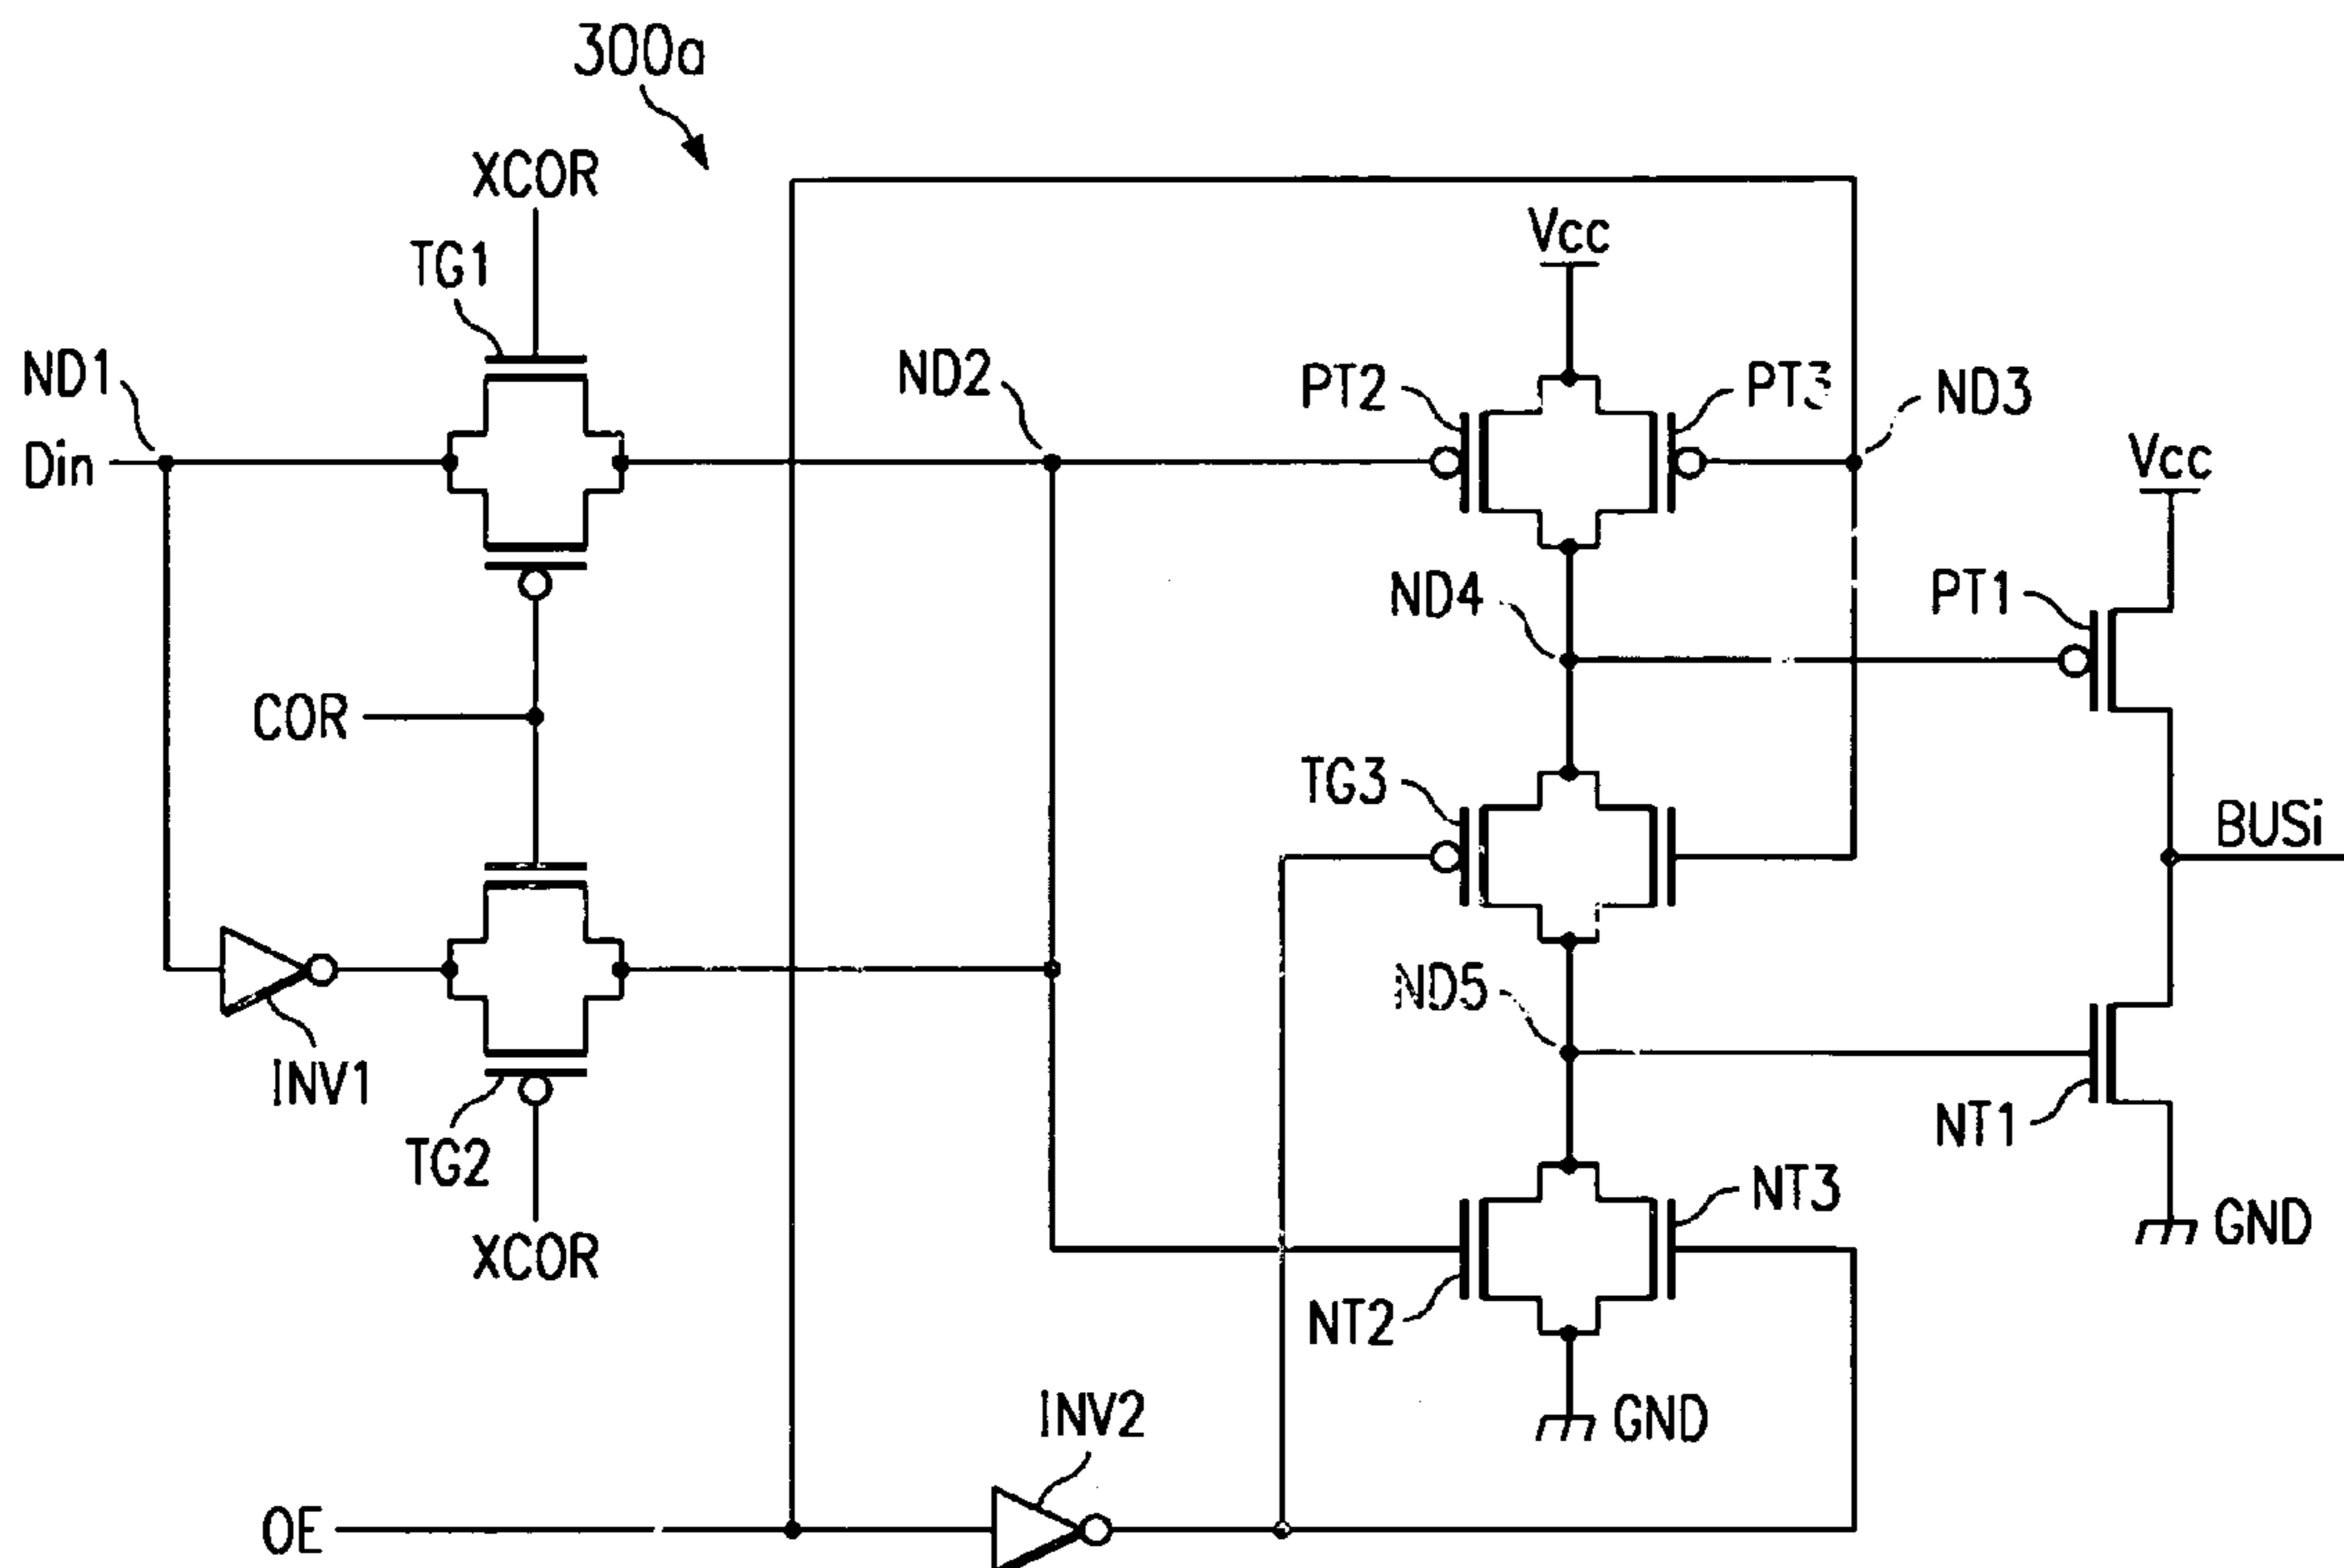 300a
XCOR
TG1
Vcc
ND1
ND2
PT2
PT3
ND3
Din
Vcc
ND4
PT1
COR
TG3
BUSi
ND5
INV1
NT1
TG2
NT3
XCOR
GND
NT2
INV2
GND
OE